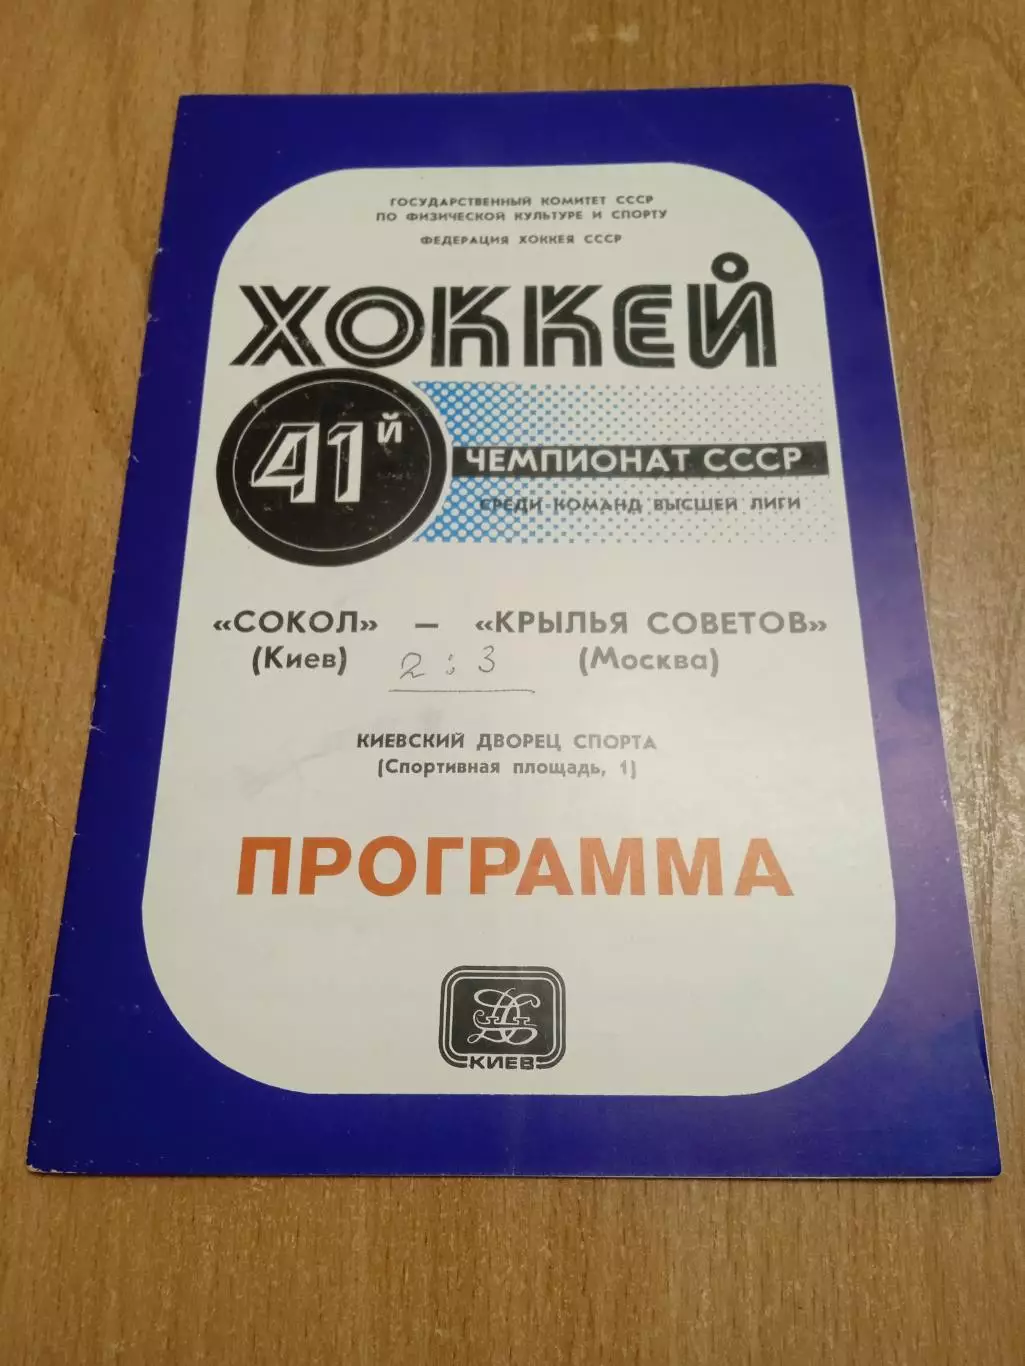 ГОСУДАРСТВЕННЫЙ КОМИТЕТ СССР
ПО ФИЗИЧЕСКОЙ КУЛЬТУРЕ И СПОРТУ
ФЕДЕРАЦИЯ ХОККЕЯ СССР
ХОККЕЙ
41й
ЧЕМПИОНАТ СССР
СРЕДИ КОМАНД ВЫСШЕЙ ЛИГИ
«СОКОЛ» — «КРЫЛЬЯ СОВЕТОВ»
(Киев) 2:3 (Москва)
КИЕВСКИЙ ДВОРЕЦ СПОРТА
(Спортивная площадь, 1)
ПРОГРАММА
КИЕВ